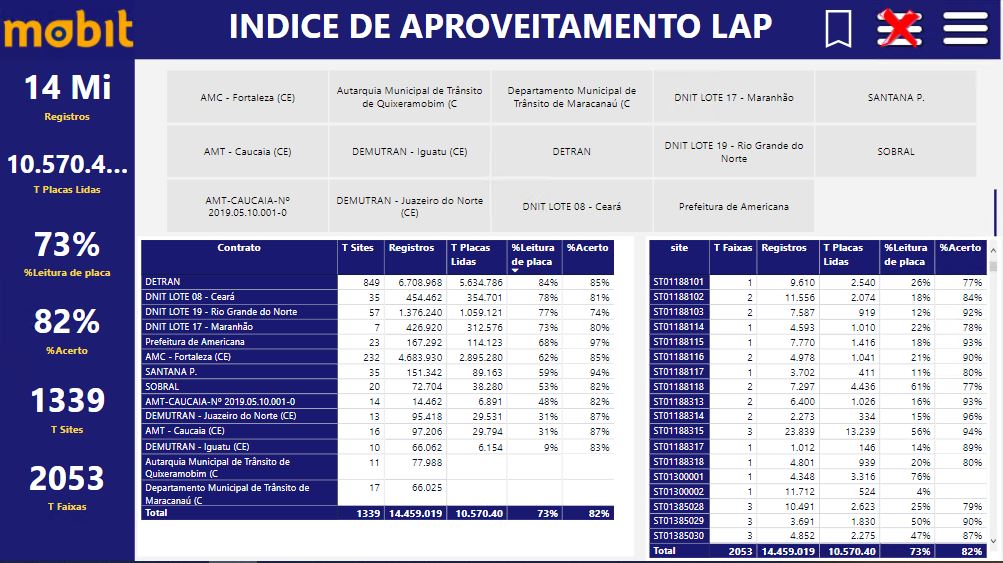 mobit
INDICE DE APROVEITAMENTO LAP
14 Mi
Registros
10.570.4...
T Placas Lidas
73%
%Leitura de placa
82%
%Acerto
1339
T Sites
2053
T Faixas
AMC - Fortaleza (CE)
Autarquia Municipal de Trânsito
de Quixeramobim (C
Departamento Municipal de
Trânsito de Maracanaú (C
DNIT LOTE 17 - Maranhão
SANTANA P.
AMT - Caucaia (CE)
DEMUTRAN - Iguatu (CE)
DETRAN
DNIT LOTE 19 - Rio Grande do
Norte
SOBRAL
AMT-CAUCAIA-Nº
2019.05.10.001-0
DEMUTRAN - Juazeiro do Norte
(CE)
DNIT LOTE 08 - Ceará
Prefeitura de Americana
Contrato T Sites Registros T Placas Lidas %Leitura de placa %Acerto
DETRAN 849 6.708.968 5.634.786 84% 85%
DNIT LOTE 08 - Ceará 35 454.462 354.701 78% 81%
DNIT LOTE 19 - Rio Grande do Norte 57 1.376.240 1.059.121 77% 74%
DNIT LOTE 17 - Maranhão 7 426.920 312.576 73% 80%
Prefeitura de Americana 23 167.292 114.123 68% 97%
AMC - Fortaleza (CE) 232 4.683.930 2.895.280 62% 85%
SANTANA P. 35 151.342 89.163 59% 94%
SOBRAL 20 72.704 38.280 53% 82%
AMT-CAUCAIA-Nº 2019.05.10.001-0 14 14.462 6.891 48% 82%
DEMUTRAN - Juazeiro do Norte (CE) 13 95.418 29.531 31% 87%
AMT - Caucaia (CE) 16 97.206 29.794 31% 87%
DEMUTRAN - Iguatu (CE) 10 66.062 6.154 9% 83%
Autarquia Municipal de Trânsito de
Quixeramobim (C 11 77.988
Departamento Municipal de Trânsito de
Maracanaú (C 17 66.025
Total 1339 14.459.019 10.570.40 73% 82%
site T Faixas Registros T Placas Lidas %Leitura de placa %Acerto
ST01188101 1 9.610 2.540 26% 77%
ST01188102 2 11.556 2.074 18% 84%
ST01188103 2 7.587 919 12% 92%
ST01188114 1 4.593 1.010 22% 78%
ST01188115 1 7.770 1.416 18% 93%
ST01188116 2 4.978 1.041 21% 90%
ST01188117 1 3.702 411 11% 80%
ST01188118 2 7.297 4.436 61% 77%
ST01188313 2 6.400 1.026 16% 93%
ST01188314 2 2.273 334 15% 96%
ST01188315 3 23.839 13.239 56% 94%
ST01188317 1 1.012 146 14% 89%
ST01188318 1 4.801 939 20% 80%
ST01300001 1 4.348 3.316 76%
ST01300002 1 11.712 524 4%
ST01385028 3 10.491 2.623 25% 79%
ST01385029 3 3.691 1.830 50% 90%
ST01385030 3 4.852 2.275 47% 87%
Total 2053 14.459.019 10.570.40 73% 82%